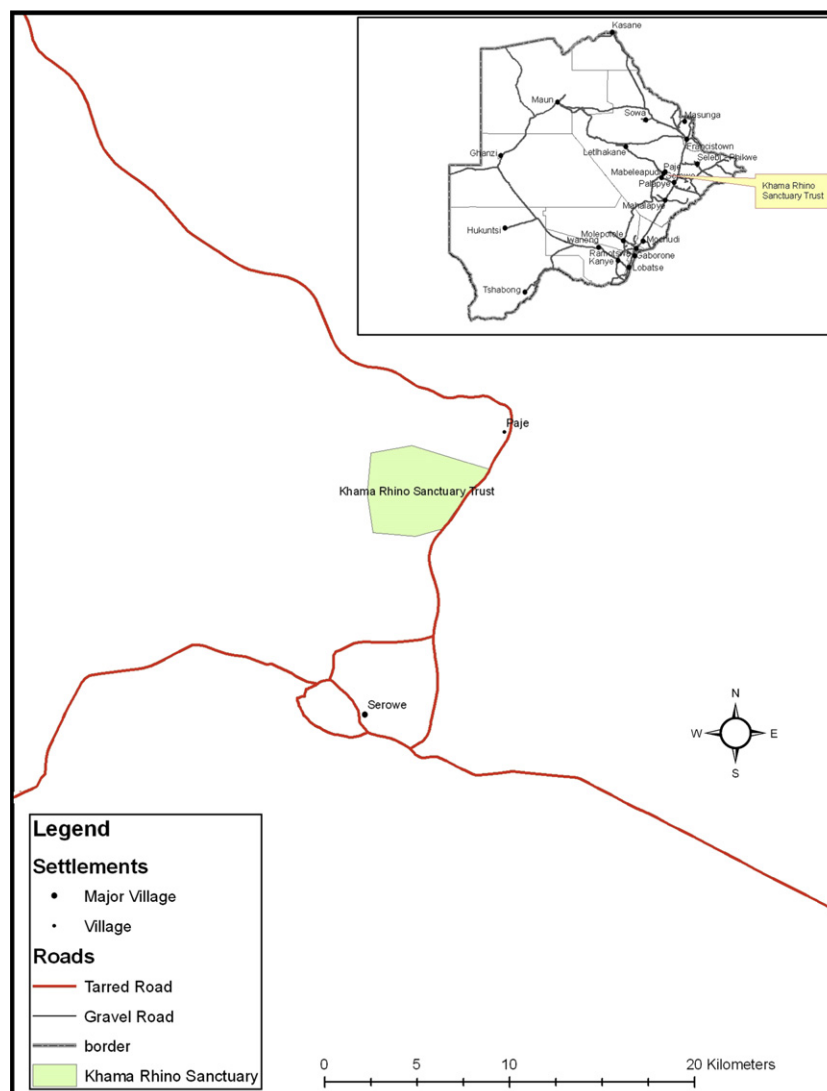 Kasane
Maun
Sowa
Masunga
Francistown
Letlhakane
Ghanzi
Paje
Mabeleapudi
Palapye
Khama Rhino
Sanctuary Trust
Mahalapye
Hukuntsi
Molepolole
Mochudi
Jwaneng
Gaborone
Kanye
Lobatse
Tshabong
Paje
Khama Rhino Sanctuary Trust
Serowe
N
W
E
S
Legend
Settlements
Major Village
Village
Roads
Tarred Road
Gravel Road
border
Khama Rhino Sanctuary
0 5 10 20 Kilometers